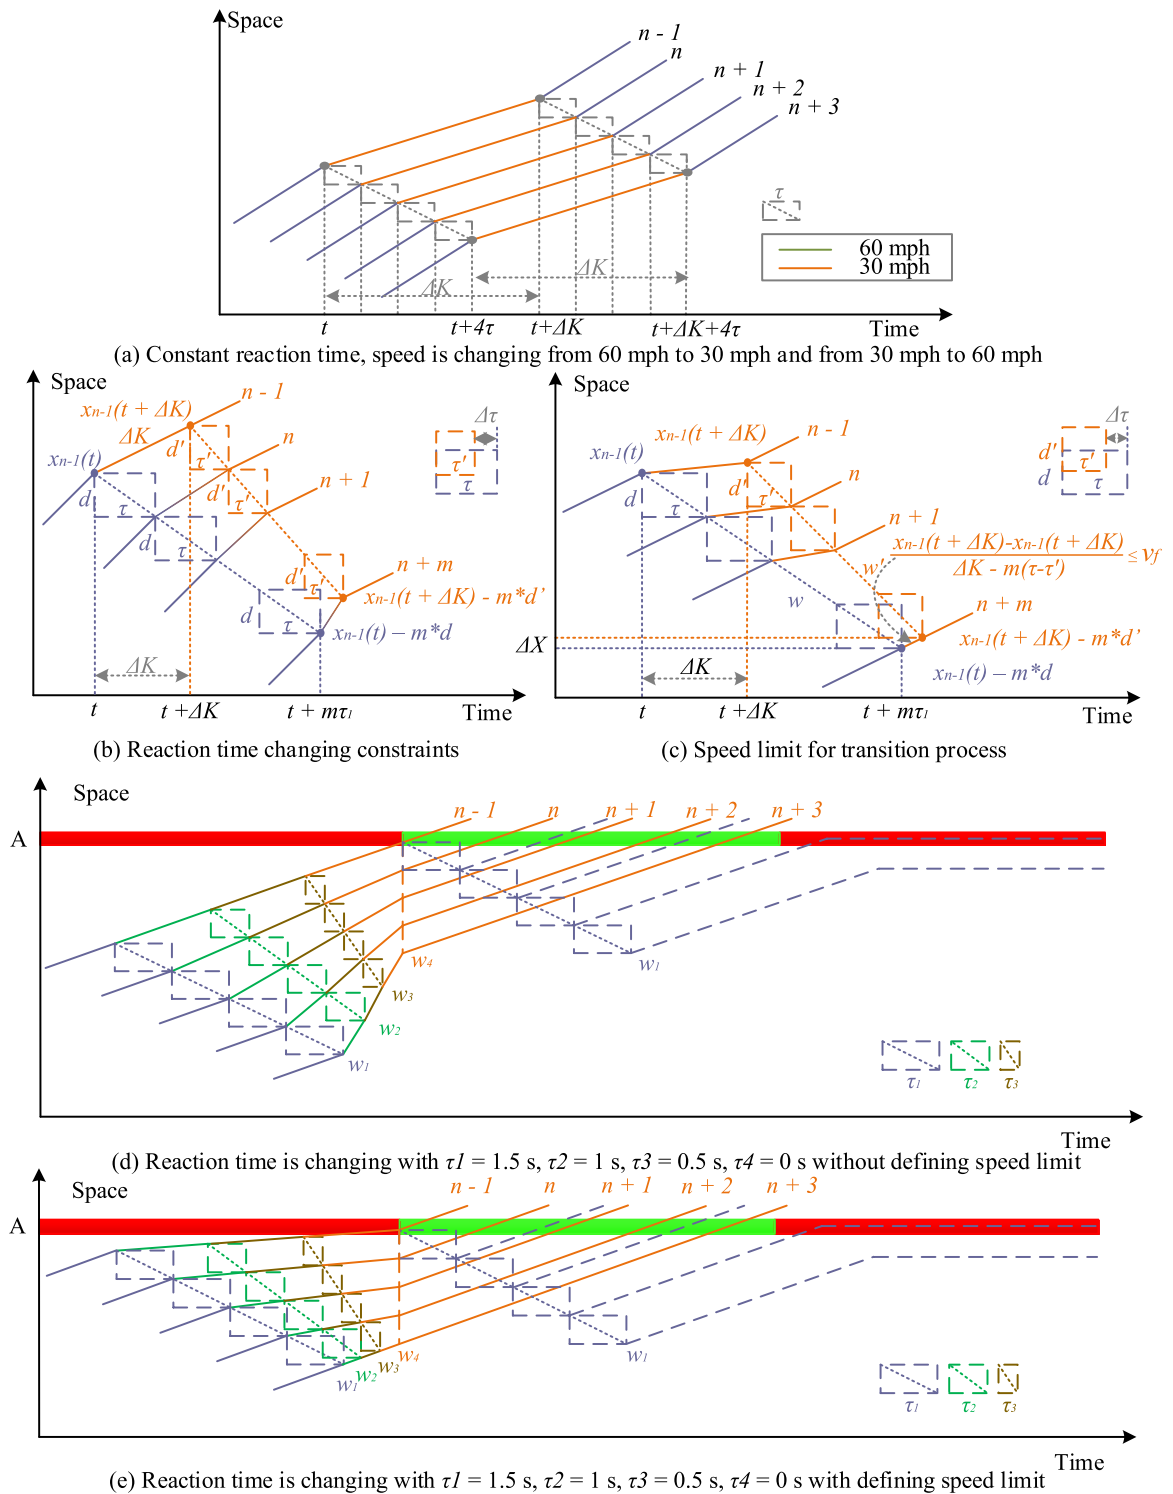 Space
n - 1
n
n + 1
n + 2
n + 3
τ
60 mph
30 mph
ΔK
ΔK
t
t+4τ
t+ΔK
t+ΔK+4τ
Time
(a) Constant reaction time, speed is changing from 60 mph to 30 mph and from 30 mph to 60 mph
Space
n - 1
xn-1(t + ΔK)
ΔK
n
xn-1(t)
d'
τ'
n + 1
d
τ
d'
τ'
d
τ
n + m
d'
τ'
xn-1(t + ΔK) - m*d'
d
τ
xn-1(t) – m*d
Δτ
τ'
τ
ΔK
t
t +ΔK
t + mτ1
Time
(b) Reaction time changing constraints
Space
n - 1
xn-1(t + ΔK)
xn-1(t)
n
d
τ
d'
τ'
n + 1
Δτ
d'
τ'
d
τ
xn-1(t + ΔK)-xn-1(t + ΔK)
ΔK - m(τ-τ')
≤ vf
w'
w
n + m
xn-1(t + ΔK) - m*d'
xn-1(t) – m*d
ΔX
ΔK
t
t +ΔK
t + mτ1
Time
(c) Speed limit for transition process
Space
A
n - 1
n
n + 1
n + 2
n + 3
w4
w1
w3
w2
w1
τ1
τ2
τ3
Time
(d) Reaction time is changing with τ1 = 1.5 s, τ2 = 1 s, τ3 = 0.5 s, τ4 = 0 s without defining speed limit
Space
A
n - 1
n
n + 1
n + 2
n + 3
w1
w2
w3
w4
w1
τ1
τ2
τ3
Time
(e) Reaction time is changing with τ1 = 1.5 s, τ2 = 1 s, τ3 = 0.5 s, τ4 = 0 s with defining speed limit